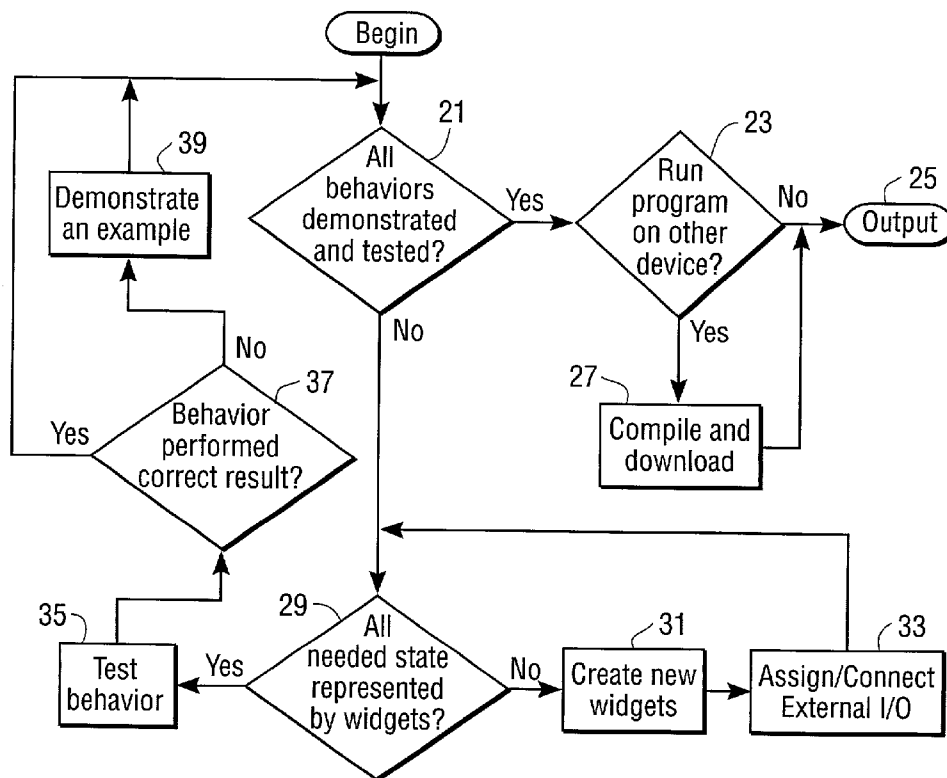 Begin
21
All
behaviors
demonstrated
and tested?
Yes
No
23
Run
program
on other
device?
No
Yes
25
Output
27
Compile and
download
39
Demonstrate
an example
No
37
Behavior
performed
correct result?
Yes
35
Test
behavior
29
All
needed state
represented
by widgets?
Yes
No
31
Create new
widgets
33
Assign/Connect
External I/O